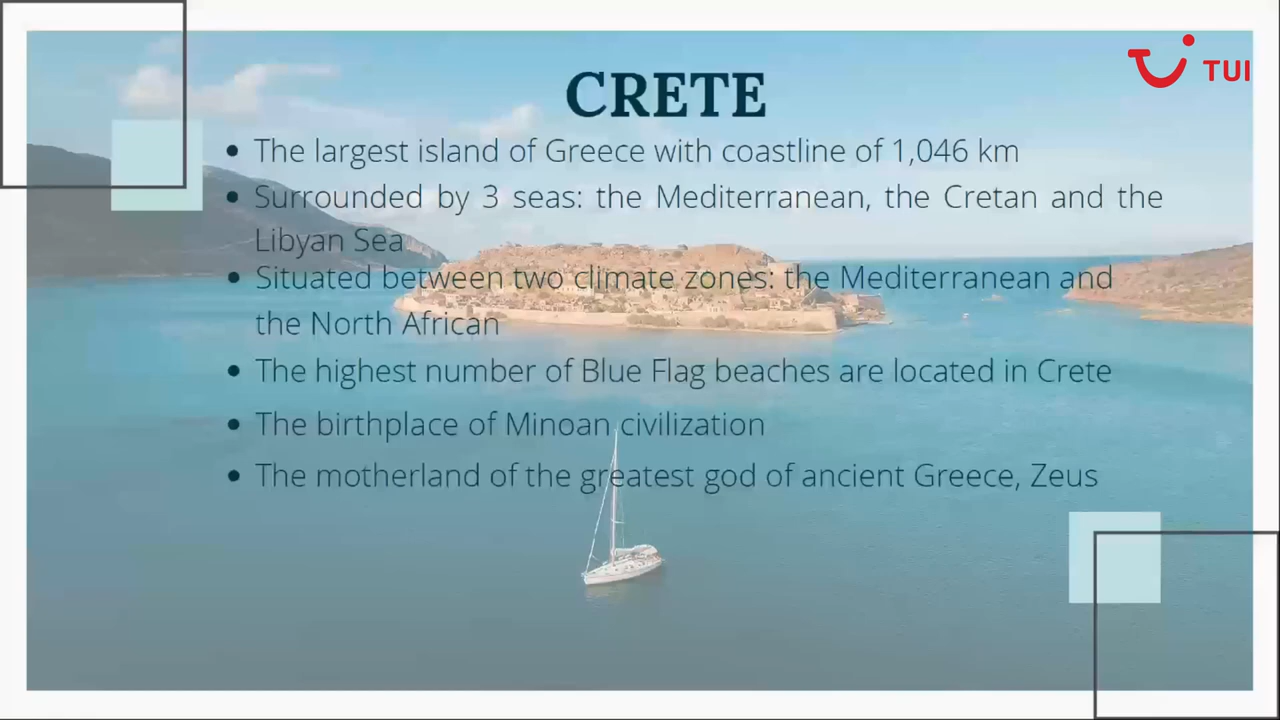 TUI
CRETE
• The largest island of Greece with coastline of 1,046 km
• Surrounded by 3 seas: the Mediterranean, the Cretan and the
Libyan Sea
• Situated between two climate zones: the Mediterranean and
the North African
• The highest number of Blue Flag beaches are located in Crete
• The birthplace of Minoan civilization
• The motherland of the greatest god of ancient Greece, Zeus